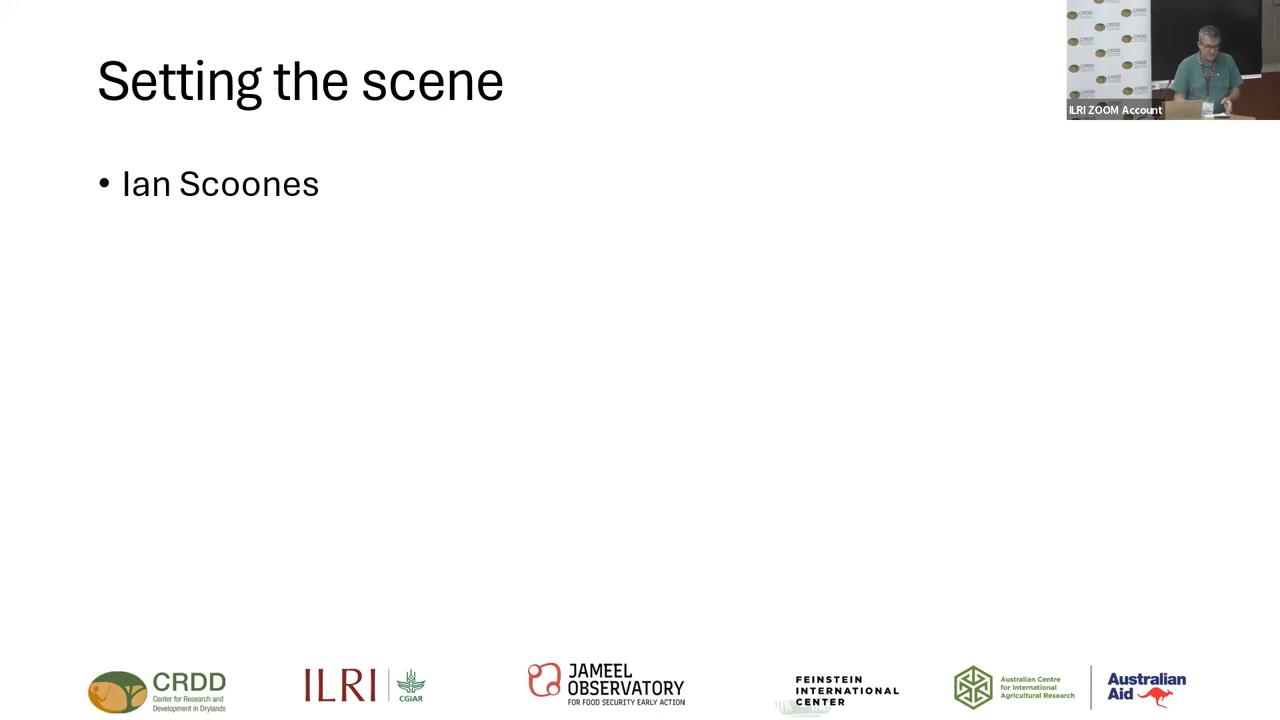 Setting the scene
• Ian Scoones
ILRI ZOOM Account
CRDD
Center for Research and
Development in Drylands
ILRI
CGIAR
JAMEEL
OBSERVATORY
FOR FOOD SECURITY EARLY ACTION
FEINSTEIN
INTERNATIONAL
CENTER
Australian Centre
for International
Agricultural Research
Australian
Aid